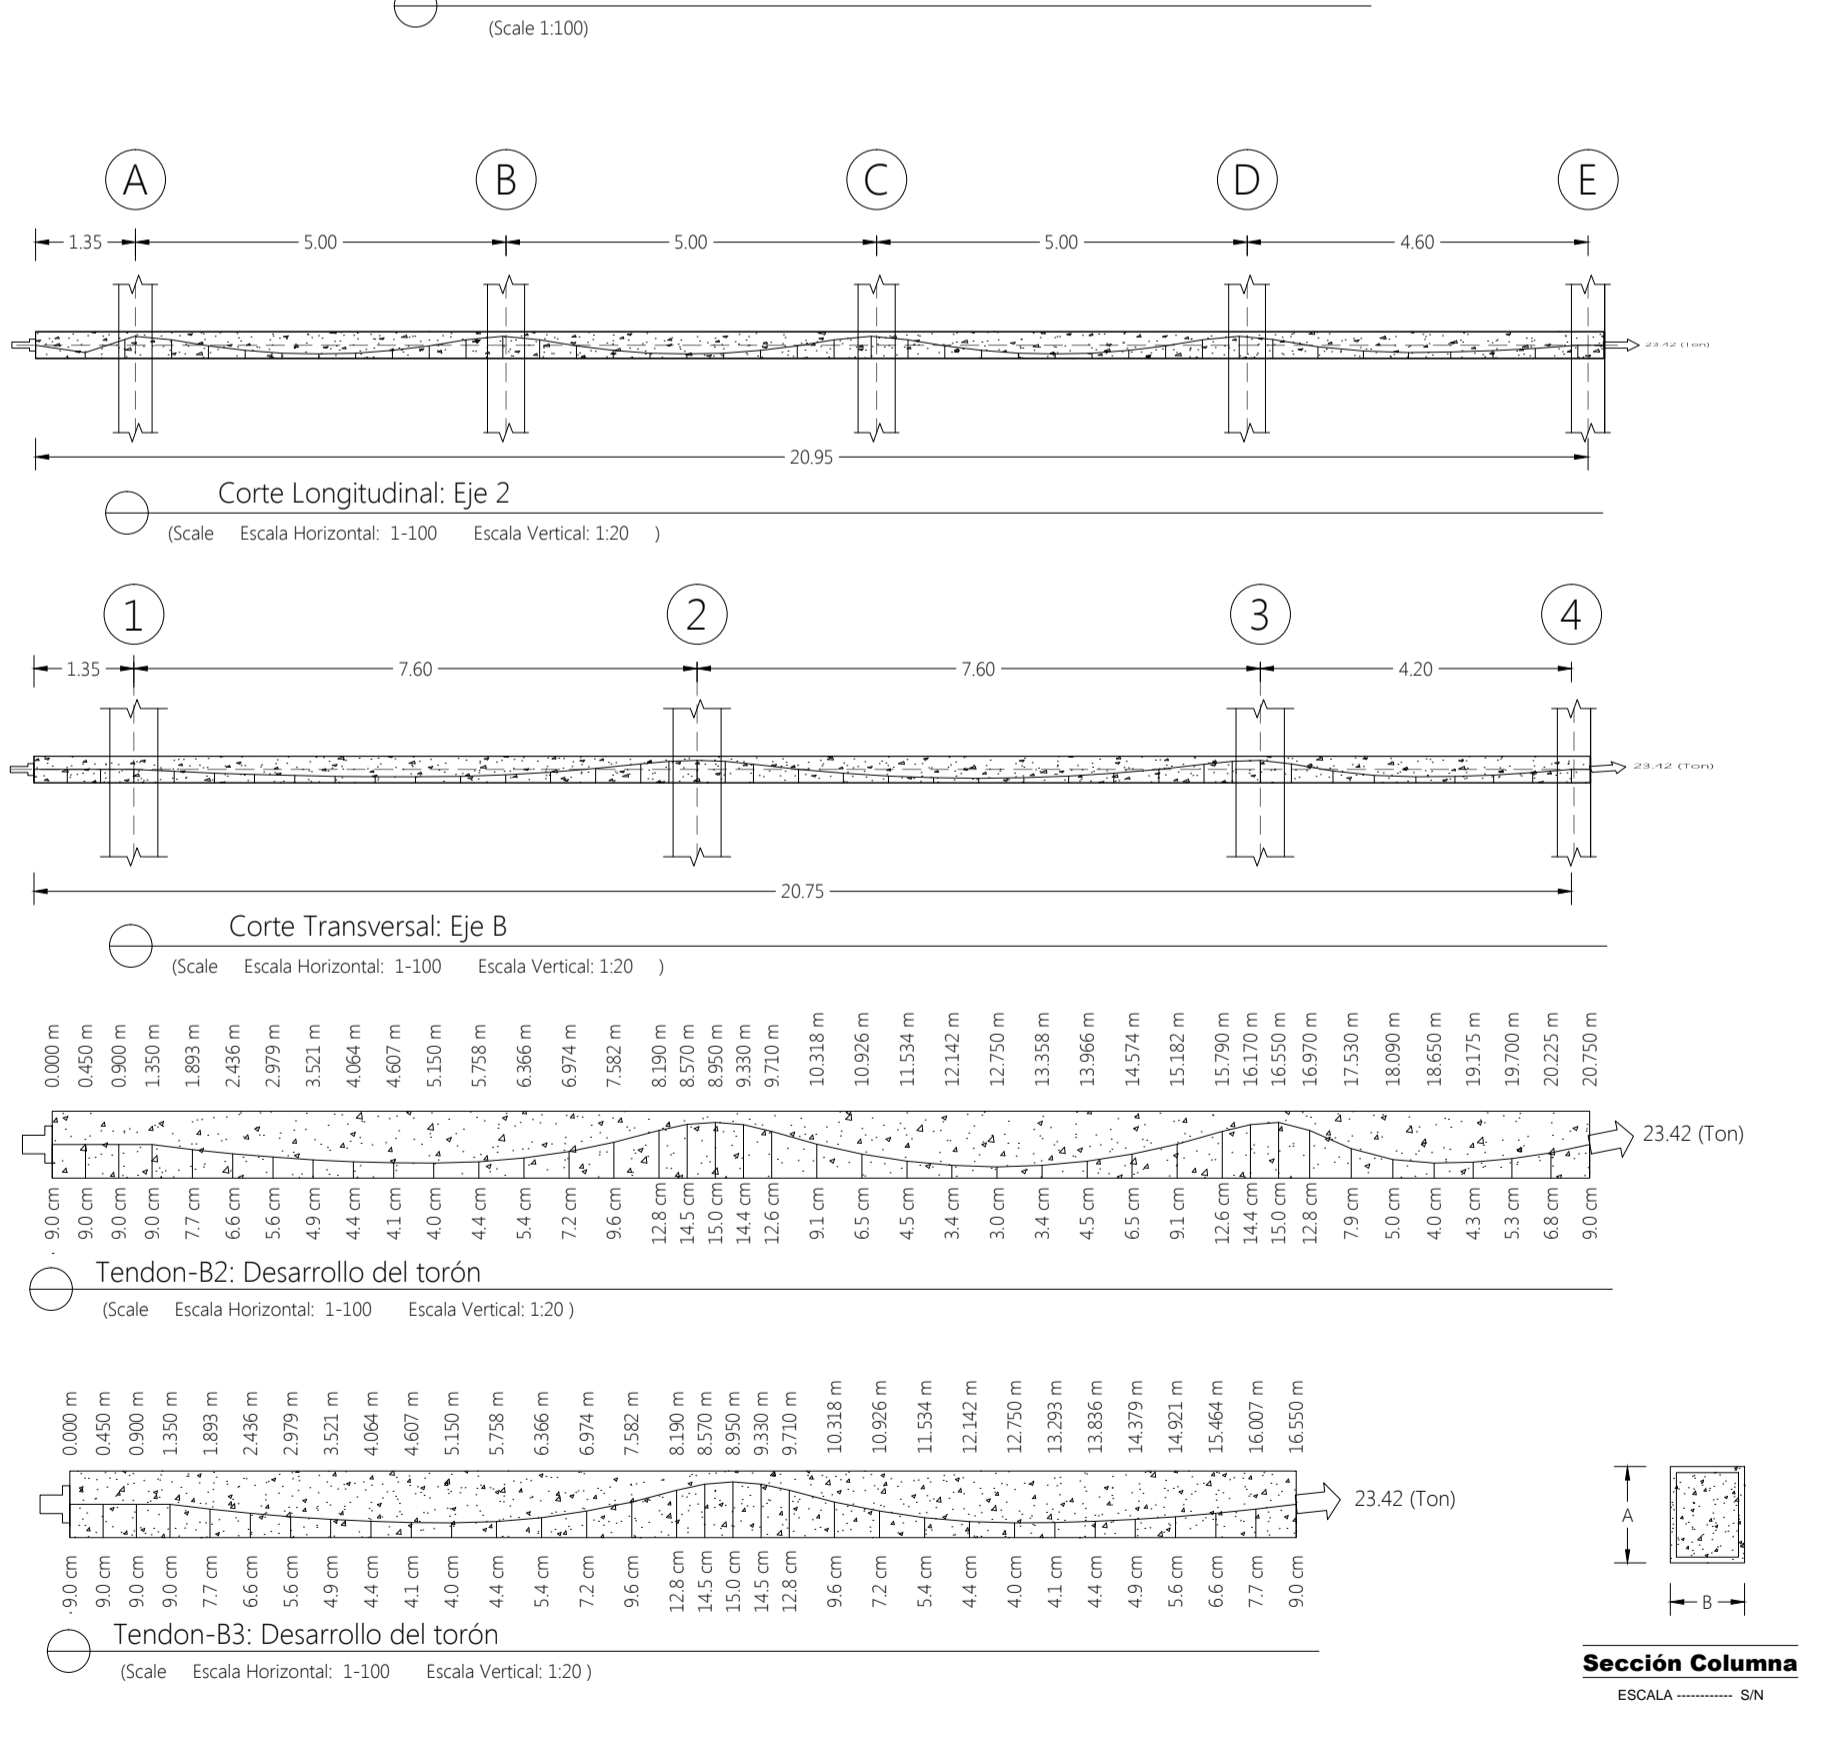 (Scale 1:100)
A B C D E
1.35 5.00 5.00 5.00 4.60
23.42 (Ton)
20.95
Corte Longitudinal: Eje 2
(Scale Escala Horizontal: 1-100 Escala Vertical: 1:20 )
1 2 3 4
1.35 7.60 7.60 4.20
23.42 (Ton)
20.75
Corte Transversal: Eje B
(Scale Escala Horizontal: 1-100 Escala Vertical: 1:20 )
0.000 m 0.450 m 0.900 m 1.350 m 1.893 m 2.436 m 2.979 m 3.521 m 4.064 m 4.607 m 5.150 m 5.758 m 6.366 m 6.974 m 7.582 m 8.190 m 8.570 m 8.950 m 9.330 m 9.710 m 10.318 m 10.926 m 11.534 m 12.142 m 12.750 m 13.358 m 13.966 m 14.574 m 15.182 m 15.790 m 16.170 m 16.550 m 16.970 m 17.530 m 18.090 m 18.650 m 19.175 m 19.700 m 20.225 m 20.750 m
23.42 (Ton)
9.0 cm 9.0 cm 9.0 cm 9.0 cm 7.7 cm 6.6 cm 5.6 cm 4.9 cm 4.4 cm 4.1 cm 4.0 cm 4.4 cm 5.4 cm 7.2 cm 9.6 cm 12.8 cm 14.5 cm 15.0 cm 14.4 cm 12.6 cm 9.1 cm 6.5 cm 4.5 cm 3.4 cm 3.0 cm 3.4 cm 4.5 cm 6.5 cm 9.1 cm 12.6 cm 14.4 cm 15.0 cm 12.8 cm 7.9 cm 5.0 cm 4.0 cm 4.3 cm 5.3 cm 6.8 cm 9.0 cm
Tendon-B2: Desarrollo del torón
(Scale Escala Horizontal: 1-100 Escala Vertical: 1:20 )
0.000 m 0.450 m 0.900 m 1.350 m 1.893 m 2.436 m 2.979 m 3.521 m 4.064 m 4.607 m 5.150 m 5.758 m 6.366 m 6.974 m 7.582 m 8.190 m 8.570 m 8.950 m 9.330 m 9.710 m 10.318 m 10.926 m 11.534 m 12.142 m 12.750 m 13.293 m 13.836 m 14.379 m 14.921 m 15.464 m 16.007 m 16.550 m
23.42 (Ton)
9.0 cm 9.0 cm 9.0 cm 9.0 cm 7.7 cm 6.6 cm 5.6 cm 4.9 cm 4.4 cm 4.1 cm 4.0 cm 4.4 cm 5.4 cm 7.2 cm 9.6 cm 12.8 cm 14.5 cm 15.0 cm 14.5 cm 12.8 cm 9.6 cm 7.2 cm 5.4 cm 4.4 cm 4.0 cm 4.1 cm 4.4 cm 4.9 cm 5.6 cm 6.6 cm 7.7 cm 9.0 cm
Tendon-B3: Desarrollo del torón
(Scale Escala Horizontal: 1-100 Escala Vertical: 1:20 )
A
B
Sección Columna
ESCALA ------------ S/N